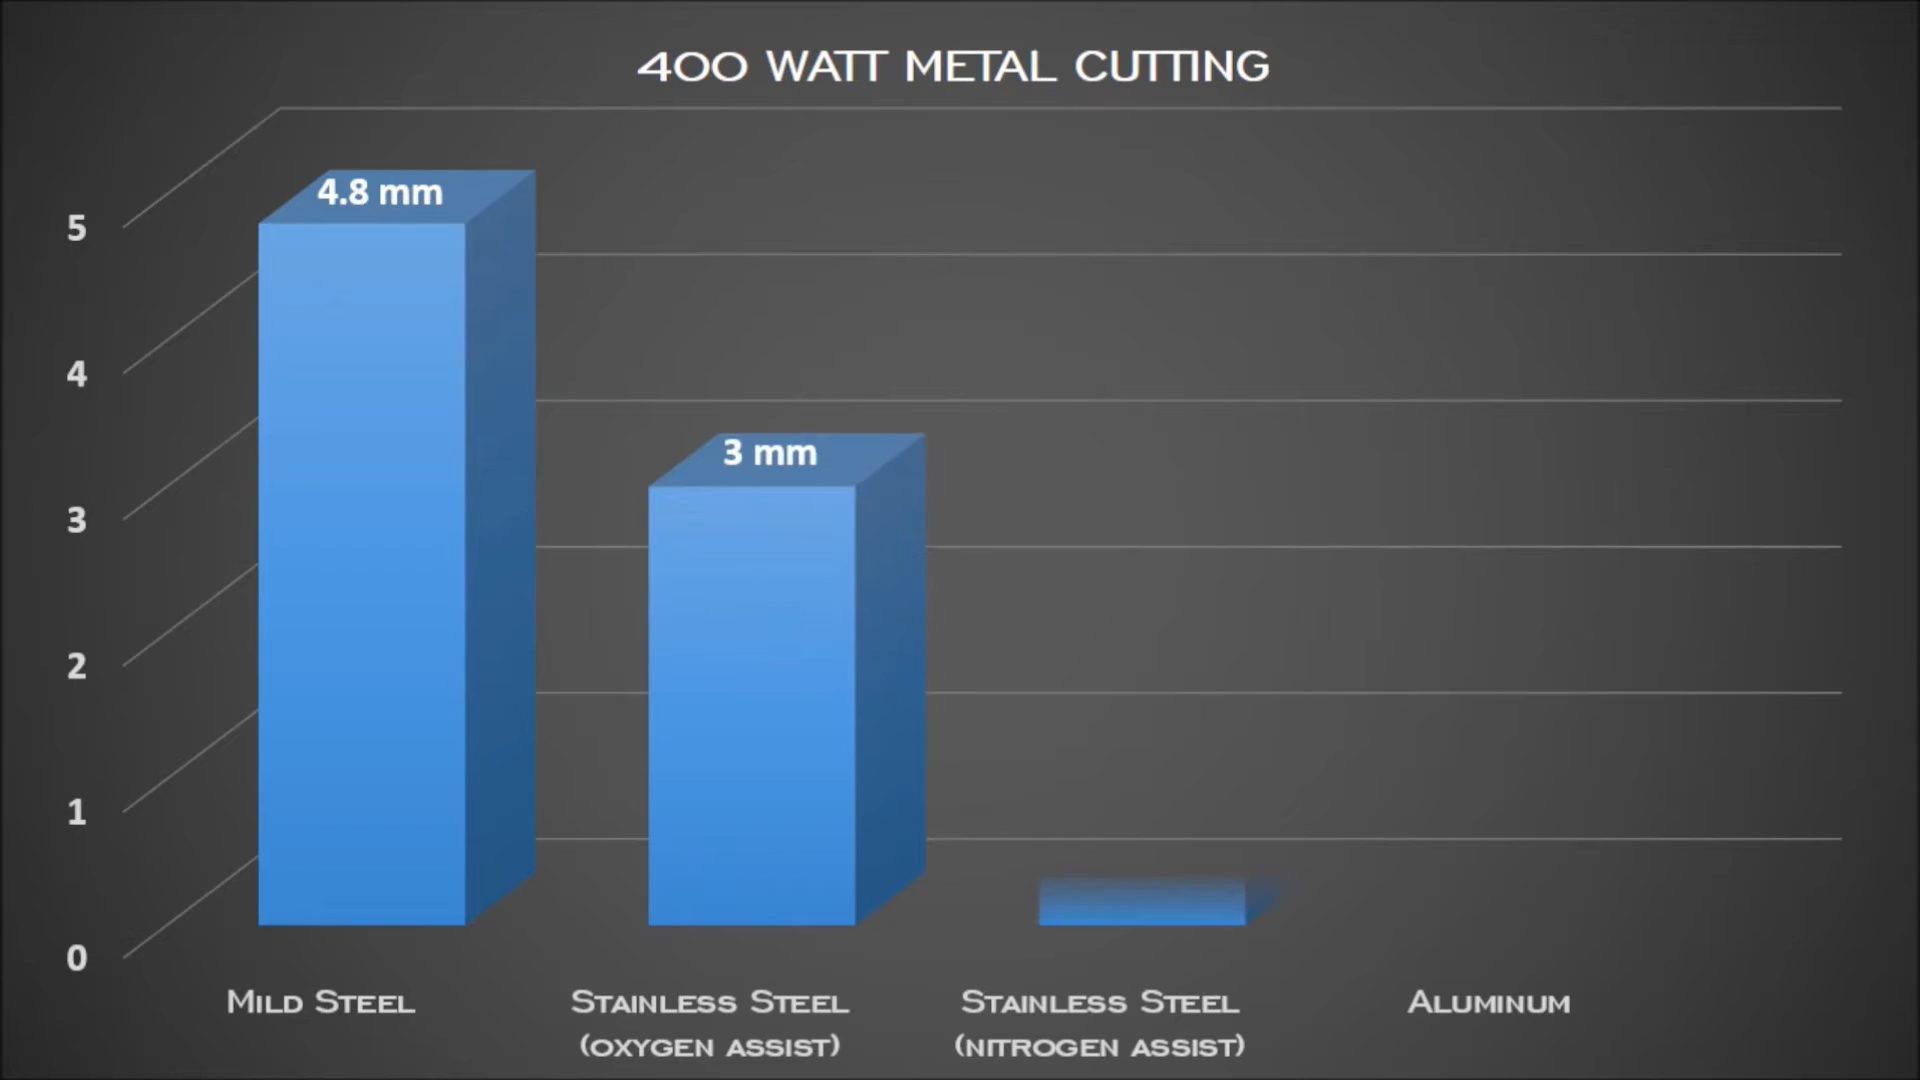 400 WATT METAL CUTTING
4.8 mm
3 mm
5
4
3
2
1
0
MILD STEEL
STAINLESS STEEL
(OXYGEN ASSIST)
STAINLESS STEEL
(NITROGEN ASSIST)
ALUMINUM